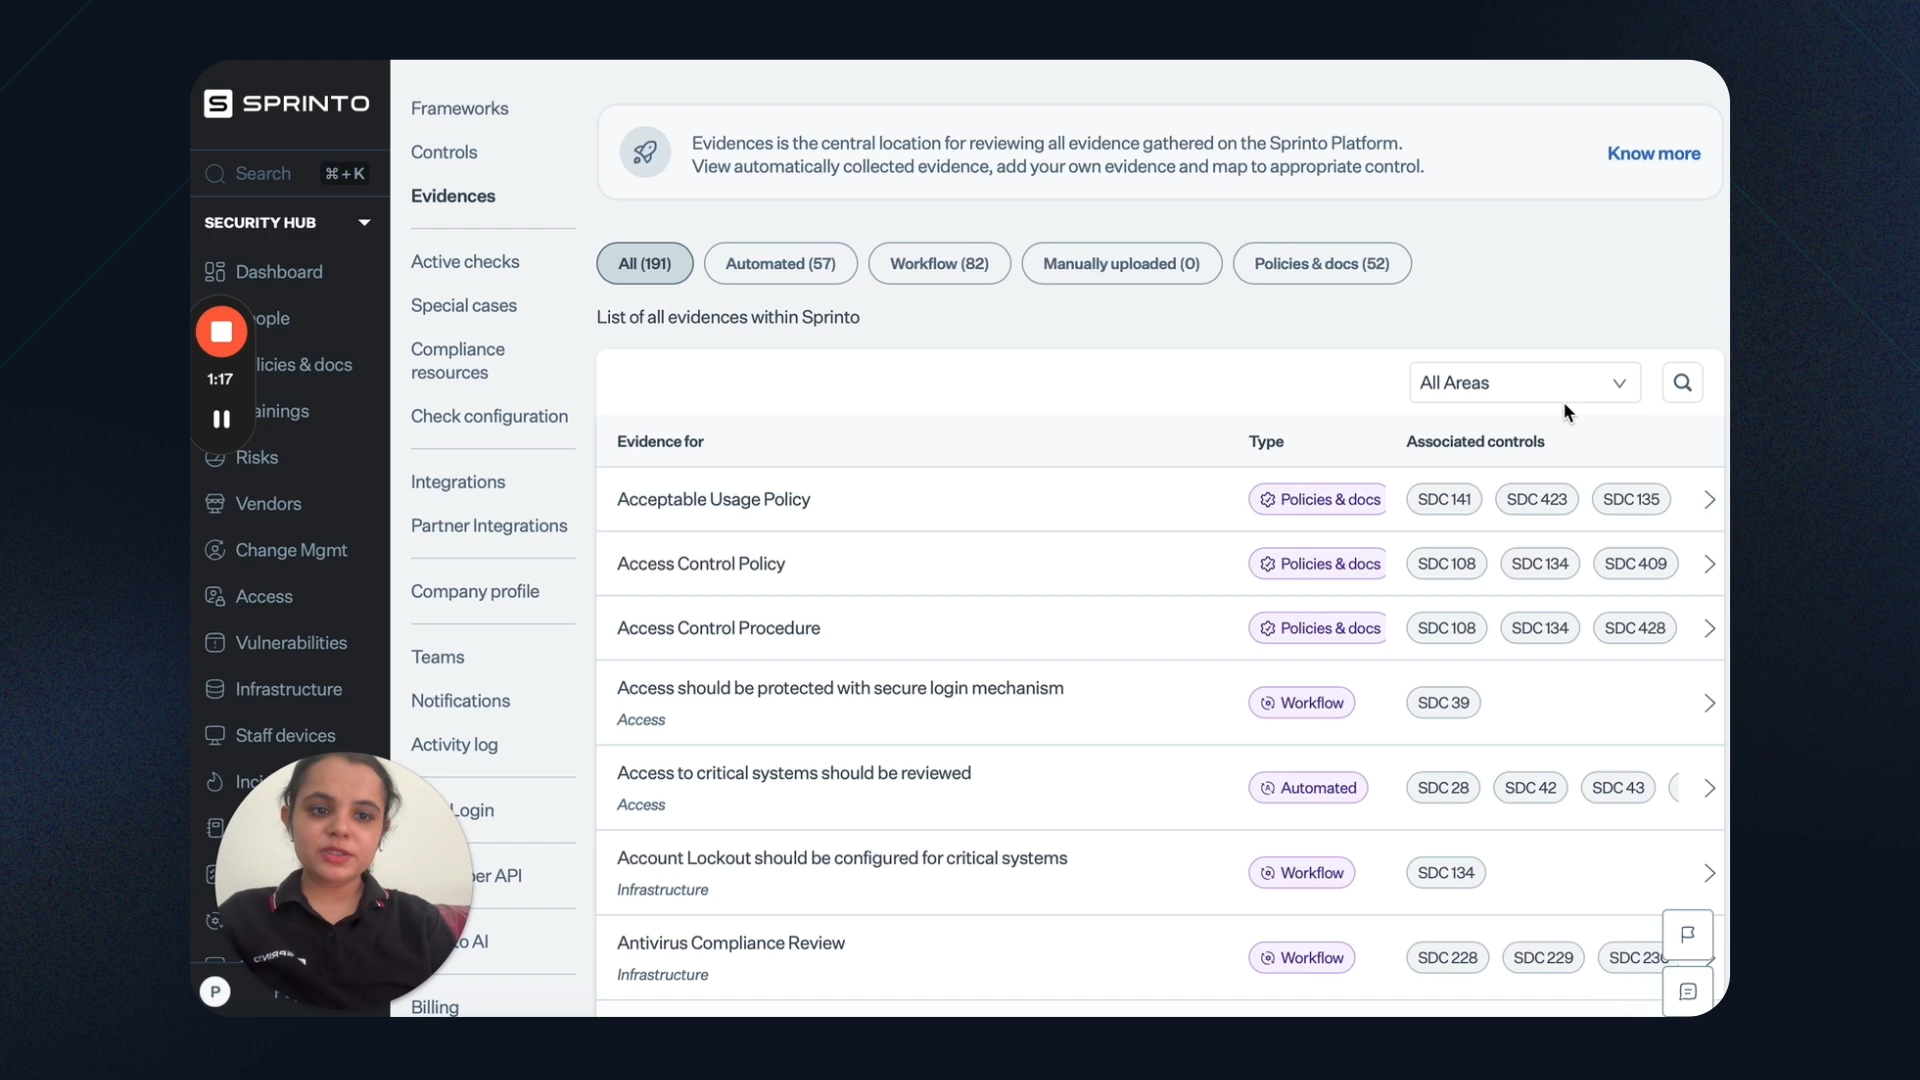 SPRINTO
Search ⌘+K
SECURITY HUB
Dashboard
ople
licies & docs
ainings
Risks
Vendors
Change Mgmt
Access
Vulnerabilities
Infrastructure
Staff devices
Inci
P
1:17
Frameworks
Controls
Evidences
Active checks
Special cases
Compliance
resources
Check configuration
Integrations
Partner Integrations
Company profile
Teams
Notifications
Activity log
Login
per API
to AI
Billing
Evidences is the central location for reviewing all evidence gathered on the Sprinto Platform.
View automatically collected evidence, add your own evidence and map to appropriate control.
Know more
All (191) Automated (57) Workflow (82) Manually uploaded (0) Policies & docs (52)
List of all evidences within Sprinto
All Areas
Evidence for Type Associated controls
Acceptable Usage Policy Policies & docs SDC 141 SDC 423 SDC 135
Access Control Policy Policies & docs SDC 108 SDC 134 SDC 409
Access Control Procedure Policies & docs SDC 108 SDC 134 SDC 428
Access should be protected with secure login mechanism Workflow SDC 39
Access
Access to critical systems should be reviewed Automated SDC 28 SDC 42 SDC 43
Access
Account Lockout should be configured for critical systems Workflow SDC 134
Infrastructure
Antivirus Compliance Review Workflow SDC 228 SDC 229 SDC 230
Infrastructure